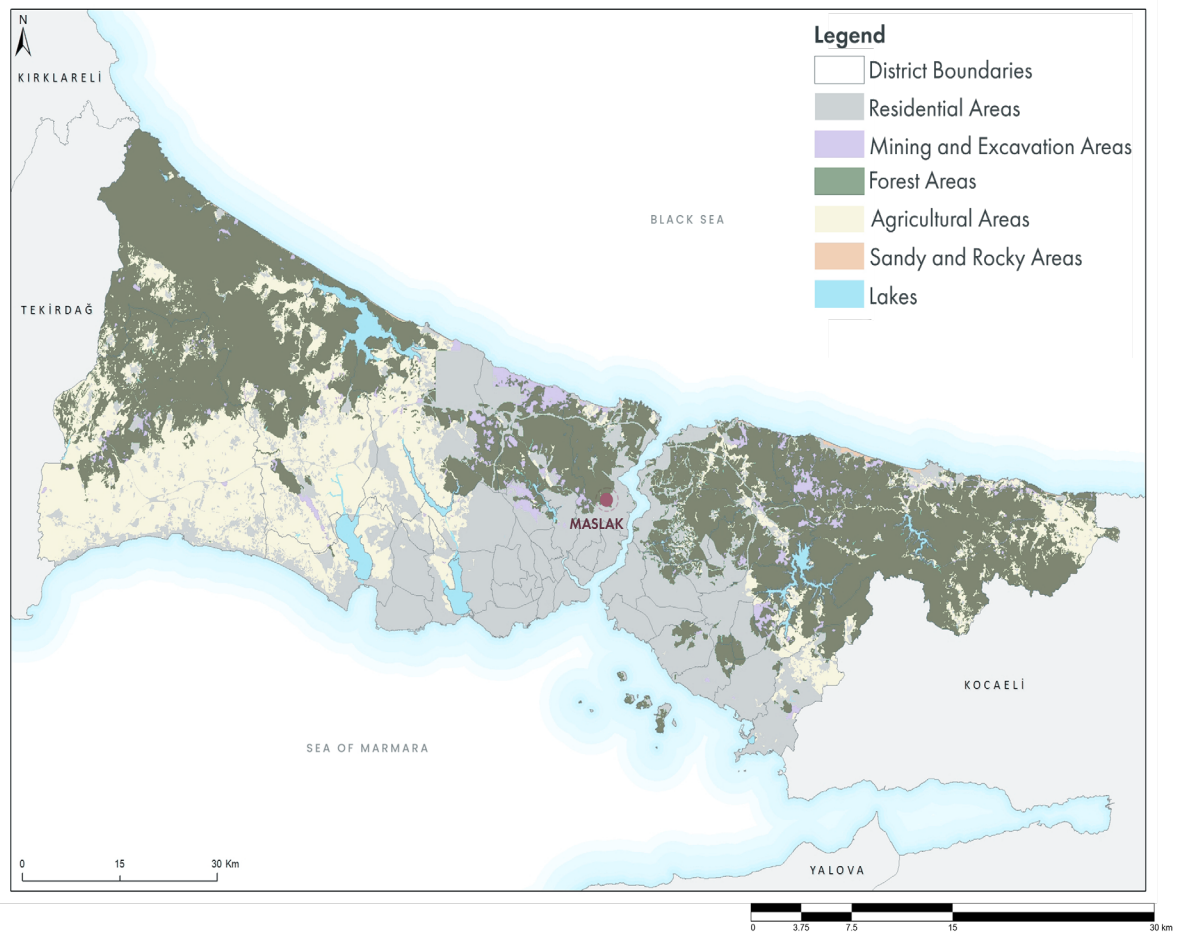 N
KIRKLARELİ
Legend
District Boundaries
Residential Areas
Mining and Excavation Areas
Forest Areas
Agricultural Areas
Sandy and Rocky Areas
Lakes
BLACK SEA
TEKİRDAĞ
MASLAK
KOCAELİ
SEA OF MARMARA
YALOVA
0 15 30 Km
0 3.75 7.5 15 30 km